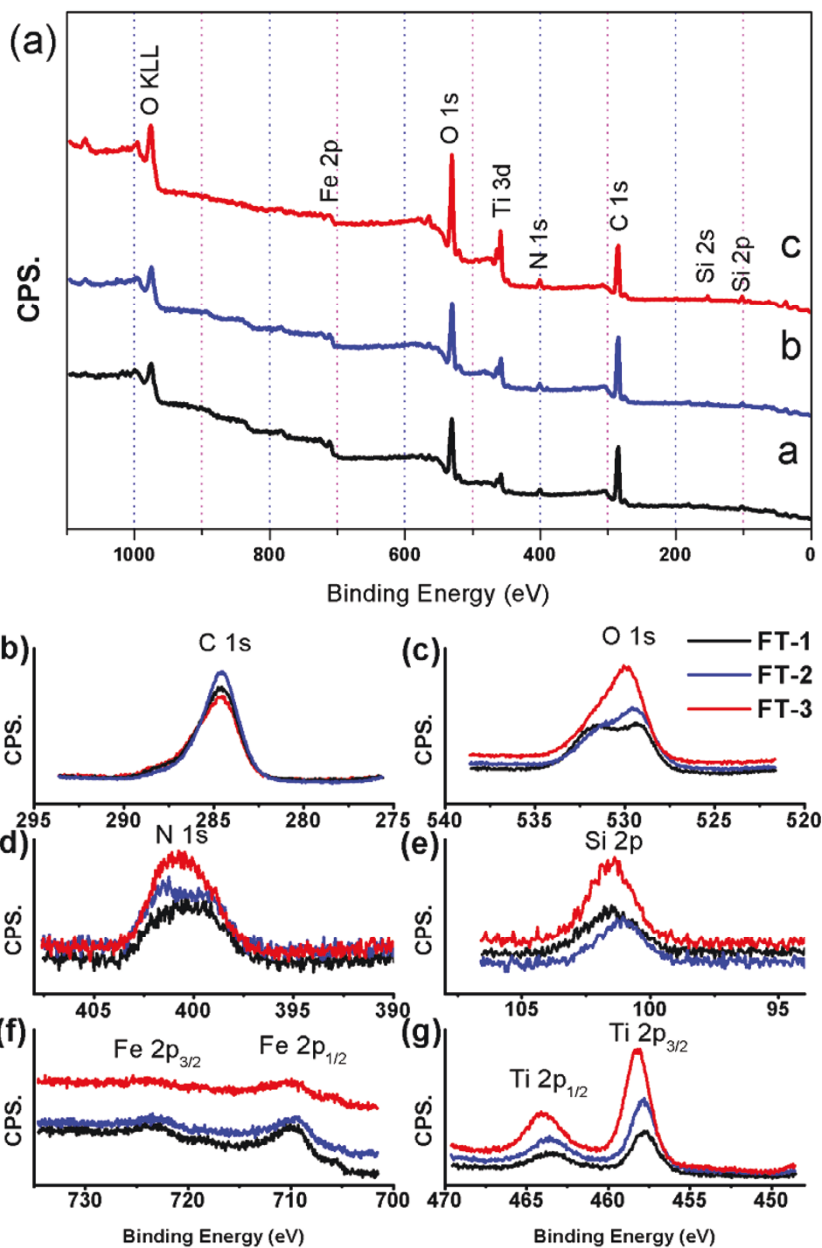 (a)
O KLL
Fe 2p
O 1s
Ti 3d
N 1s
C 1s
Si 2s
Si 2p
c
b
a
CPS.
1000 800 600 400 200 0
Binding Energy (eV)
b) C 1s
CPS.
295 290 285 280 275
(c) O 1s
FT-1
FT-2
FT-3
CPS.
540 535 530 525 520
d) N 1s
CPS.
405 400 395 390
(e) Si 2p
CPS.
105 100 95
(f) Fe 2p3/2 Fe 2p1/2
CPS.
730 720 710 700
Binding Energy (eV)
(g) Ti 2p1/2 Ti 2p3/2
CPS.
470 465 460 455 450
Binding Energy (eV)